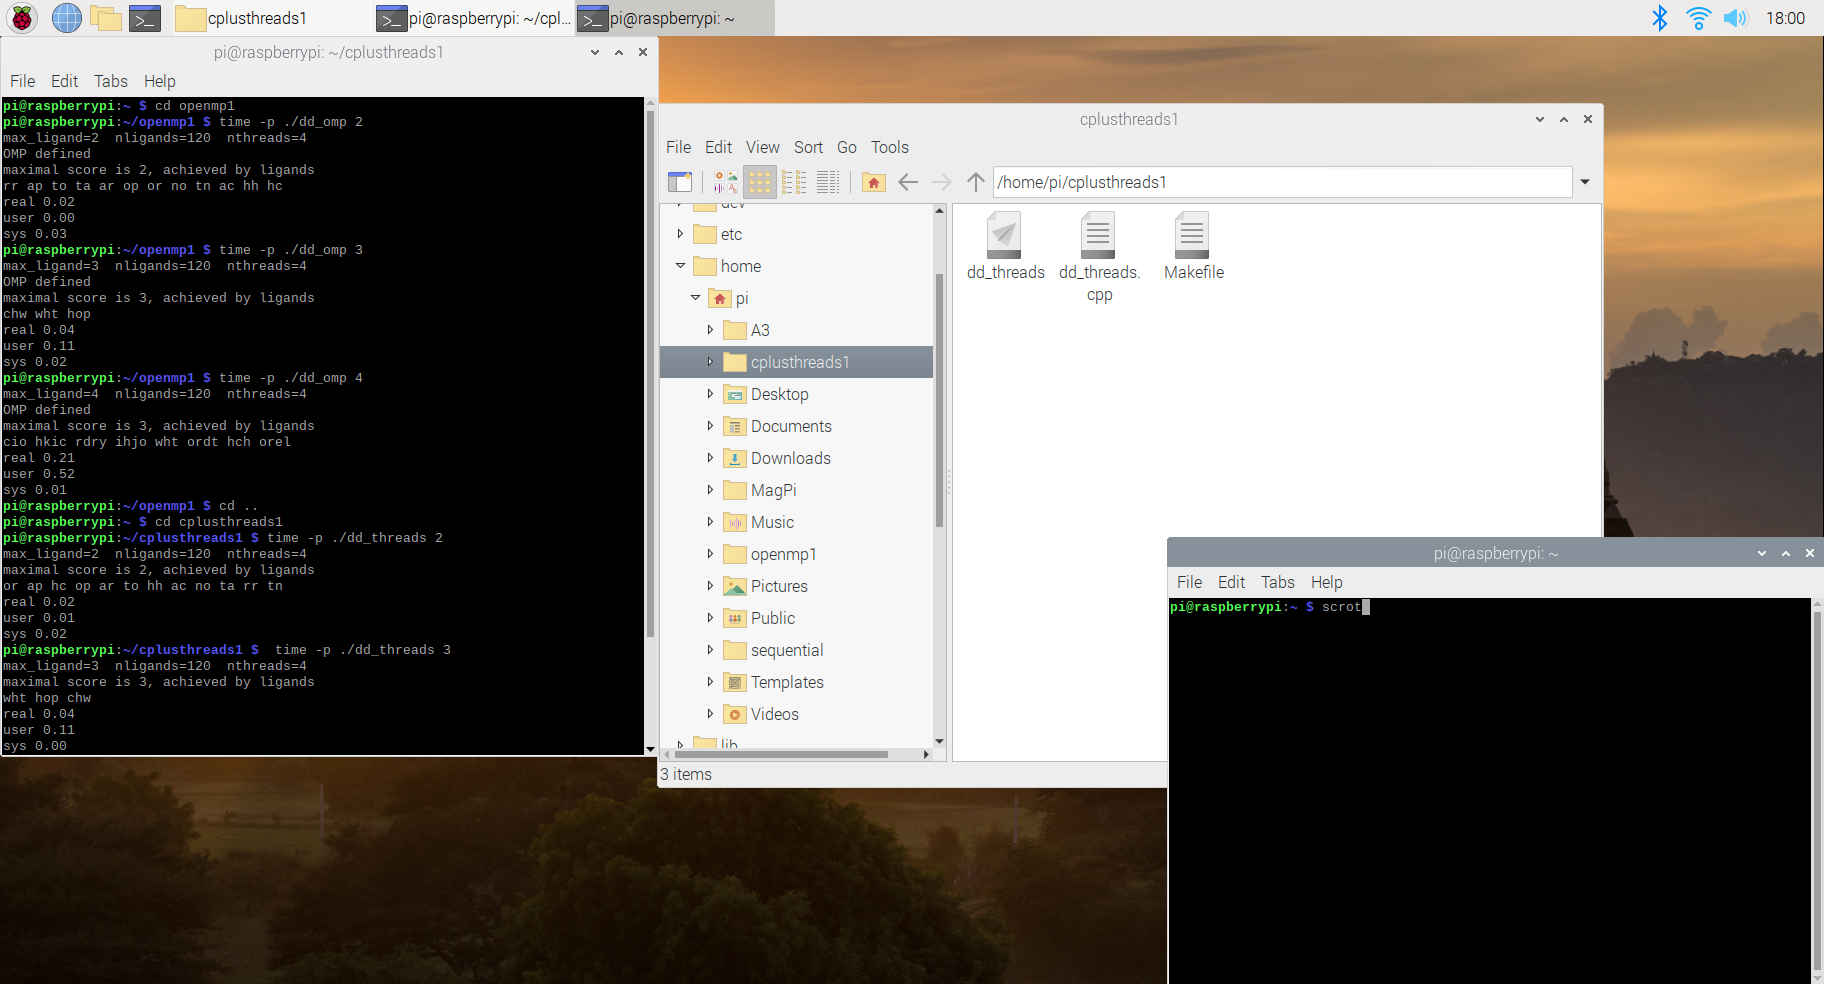 cplusthreads1
pi@raspberrypi: ~/cpl...
pi@raspberrypi: ~
18:00
pi@raspberrypi: ~/cplusthreads1
File Edit Tabs Help
pi@raspberrypi:~ $ cd openmp1
pi@raspberrypi:~/openmp1 $ time -p ./dd_omp 2
max_ligand=2  nligands=120  nthreads=4
OMP defined
maximal score is 2, achieved by ligands
rr ap to ta ar op or no tn ac hh hc
real 0.02
user 0.00
sys 0.03
pi@raspberrypi:~/openmp1 $ time -p ./dd_omp 3
max_ligand=3  nligands=120  nthreads=4
OMP defined
maximal score is 3, achieved by ligands
chw wht hop
real 0.04
user 0.11
sys 0.02
pi@raspberrypi:~/openmp1 $ time -p ./dd_omp 4
max_ligand=4  nligands=120  nthreads=4
OMP defined
maximal score is 3, achieved by ligands
cio hkic rdry ihjo wht ordt hch orel
real 0.21
user 0.52
sys 0.01
pi@raspberrypi:~/openmp1 $ cd ..
pi@raspberrypi:~ $ cd cplusthreads1
pi@raspberrypi:~/cplusthreads1 $ time -p ./dd_threads 2
max_ligand=2  nligands=120  nthreads=4
maximal score is 2, achieved by ligands
or ap hc op ar to hh ac no ta rr tn
real 0.02
user 0.01
sys 0.02
pi@raspberrypi:~/cplusthreads1 $  time -p ./dd_threads 3
max_ligand=3  nligands=120  nthreads=4
maximal score is 3, achieved by ligands
wht hop chw
real 0.04
user 0.11
sys 0.00
cplusthreads1
File Edit View Sort Go Tools
/home/pi/cplusthreads1
dev
etc
home
pi
A3
cplusthreads1
Desktop
Documents
Downloads
MagPi
Music
openmp1
Pictures
Public
sequential
Templates
Videos
lib
dd_threads
dd_threads.
cpp
Makefile
3 items
pi@raspberrypi: ~
File Edit Tabs Help
pi@raspberrypi:~ $ scrot